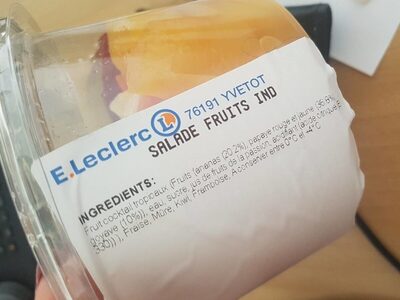 E.Leclerc L 76191 YVETOT
SALADE FRUITS IND
INGREDIENTS:
Fruit cocktail tropicaux (Fruits (ananas (20.2%), papaye rouge et jaune (36.8%),
goyave (10%)), eau, sucre, jus de fruits de la passion, acidifiant (acide citrique E
330))), Fraise, Mûre, Kiwi, Framboise, A conserver entre 0°C et +4°C